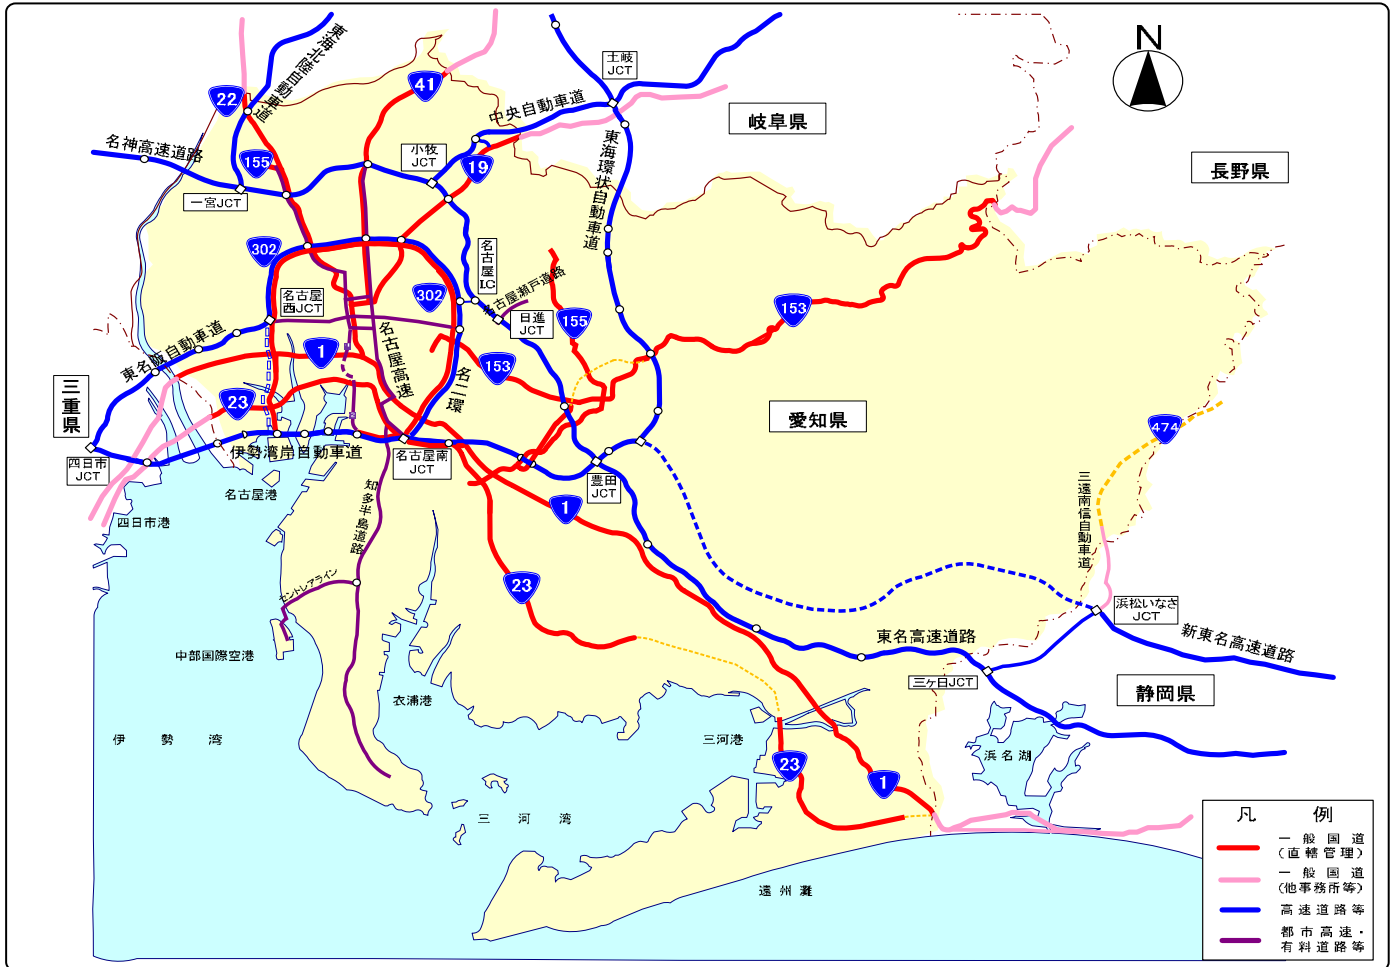 N
東海北陸自動車道
22
41
土岐
JCT
中央自動車道
岐阜県
名神高速道路
155
小牧
JCT
19
東海環状自動車道
長野県
一宮JCT
302
名古屋
I.C
名古屋瀬戸道路
名古屋
西JCT
302
日進
JCT
155
153
東名阪自動車道
1
名古屋高速
153
名二環
三重県
23
愛知県
474
四日市
JCT
伊勢湾岸自動車道
名古屋南
JCT
豊田
JCT
名古屋港
四日市港
知多半島道路
1
三遠南信自動車道
セントレアライン
23
浜松いなさ
JCT
中部国際空港
東名高速道路
新東名高速道路
三ヶ日JCT
静岡県
衣浦港
伊勢湾
三河港
浜名湖
23
1
三河湾
遠州灘
凡例
一般国道
(直轄管理)
一般国道
(他事務所等)
高速道路等
都市高速・
有料道路等